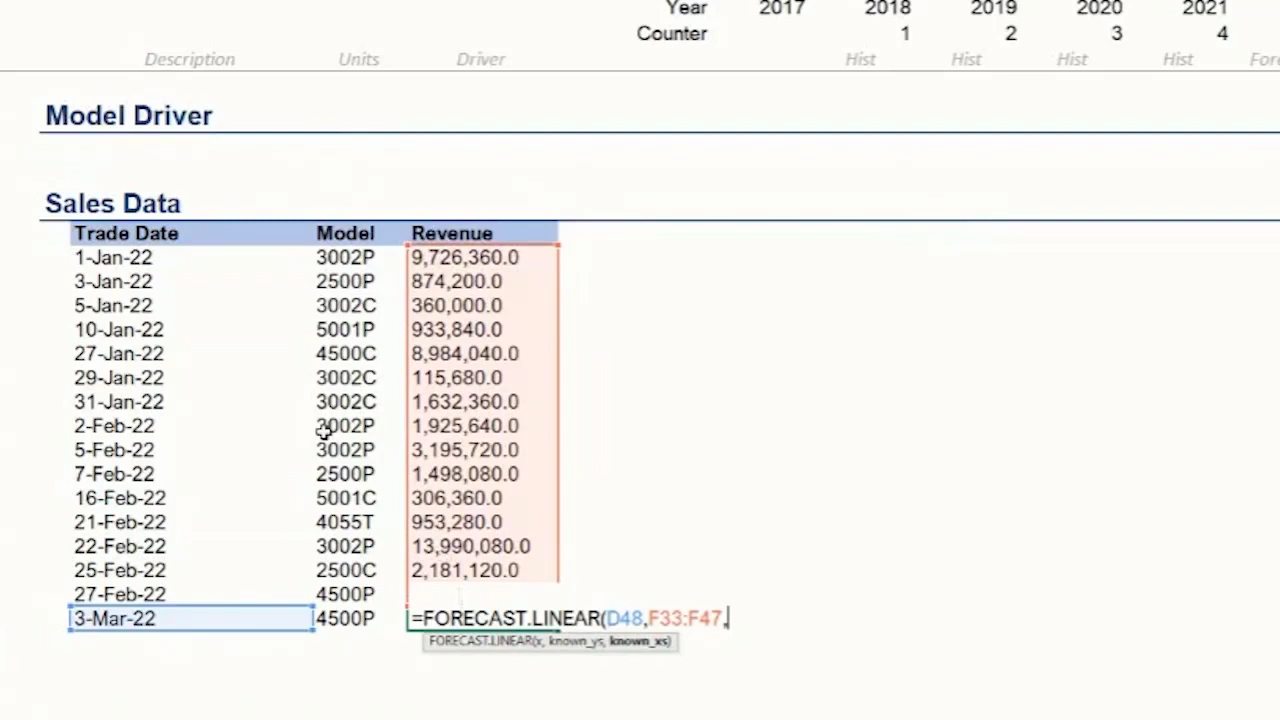 Year 2017 2018 2019 2020 2021
Counter 1 2 3 4
Description Units Driver Hist Hist Hist Hist
Model Driver
Sales Data
Trade Date Model Revenue
1-Jan-22 3002P 9,726,360.0
3-Jan-22 2500P 874,200.0
5-Jan-22 3002C 360,000.0
10-Jan-22 5001P 933,840.0
27-Jan-22 4500C 8,984,040.0
29-Jan-22 3002C 115,680.0
31-Jan-22 3002C 1,632,360.0
2-Feb-22 3002P 1,925,640.0
5-Feb-22 3002P 3,195,720.0
7-Feb-22 2500P 1,498,080.0
16-Feb-22 5001C 306,360.0
21-Feb-22 4055T 953,280.0
22-Feb-22 3002P 13,990,080.0
25-Feb-22 2500C 2,181,120.0
27-Feb-22 4500P
3-Mar-22 4500P =FORECAST.LINEAR(D48,F33:F47,
FORECAST.LINEAR(x, known_ys, known_xs)